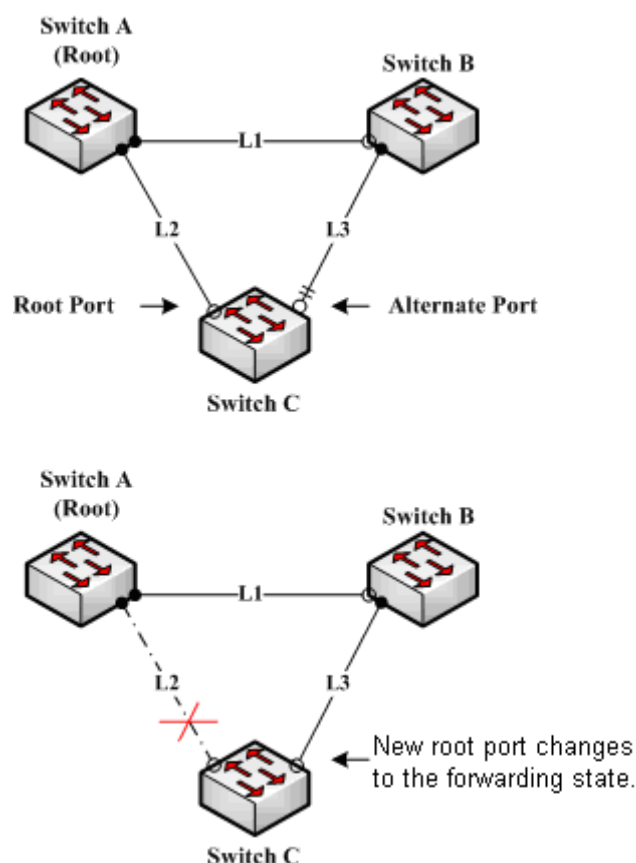 Switch A
(Root)
Switch B
L1
L2
L3
Root Port
Alternate Port
Switch C
Switch A
(Root)
Switch B
L1
L2
L3
New root port changes
to the forwarding state.
Switch C